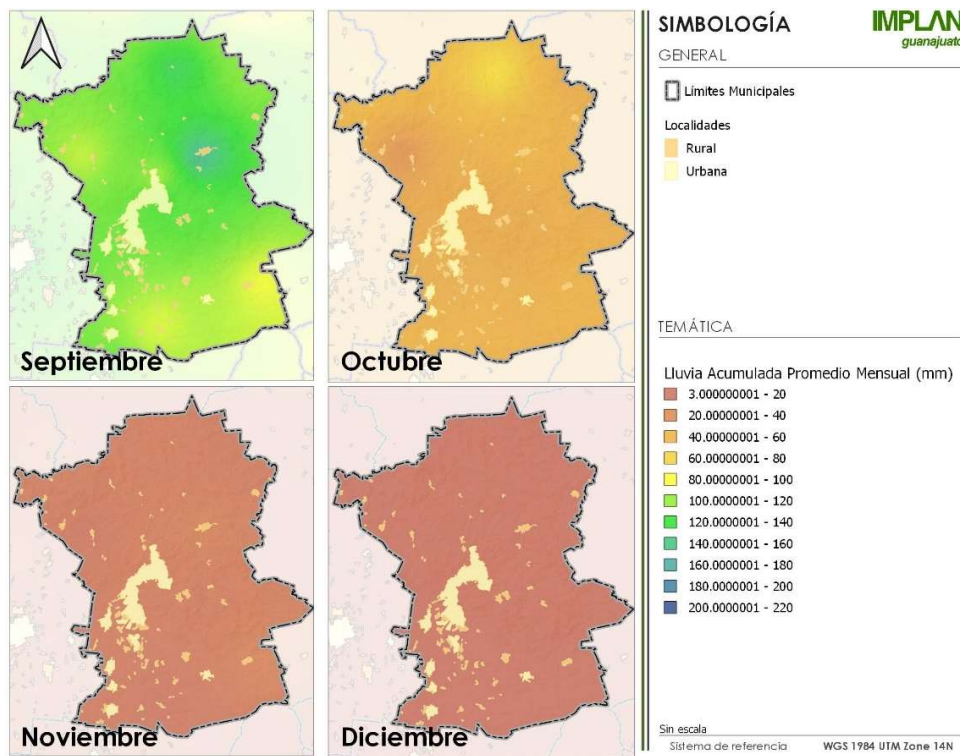 Septiembre
Octubre
Noviembre
Diciembre
SIMBOLOGÍA
IMPLAN
guanajuato
GENERAL
Límites Municipales
Localidades
Rural
Urbana
TEMÁTICA
Lluvia Acumulada Promedio Mensual (mm)
3.000000001 - 20
20.00000001 - 40
40.00000001 - 60
60.00000001 - 80
80.00000001 - 100
100.0000001 - 120
120.0000001 - 140
140.0000001 - 160
160.0000001 - 180
180.0000001 - 200
200.0000001 - 220
Sin escala
Sistema de referencia WGS 1984 UTM Zone 14N